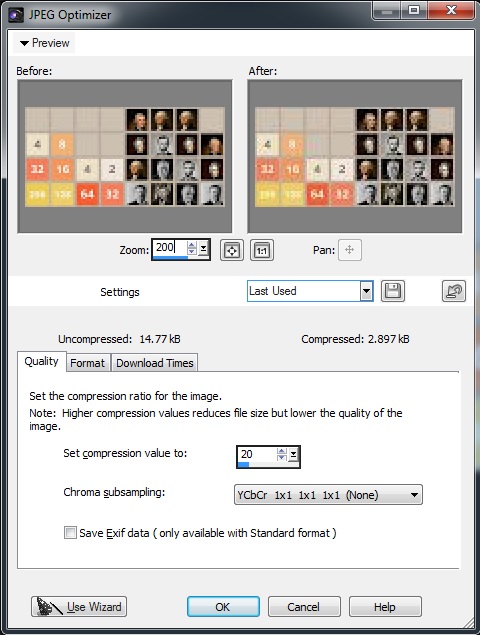 JPEG Optimizer
Preview
Before:
After:
4 8
4 8
32 16 4 2
32 16 4 2
256 128 64 32
256 128 64 32
Zoom: 200
1:1
Pan:
Settings
Last Used
Uncompressed: 14.77 kB
Compressed: 2.897 kB
Quality
Format
Download Times
Set the compression ratio for the image.
Note: Higher compression values reduces file size but lower the quality of the
image.
Set compression value to: 20
Chroma subsampling: YCbCr 1x1 1x1 1x1 (None)
Save Exif data ( only available with Standard format )
Use Wizard
OK
Cancel
Help